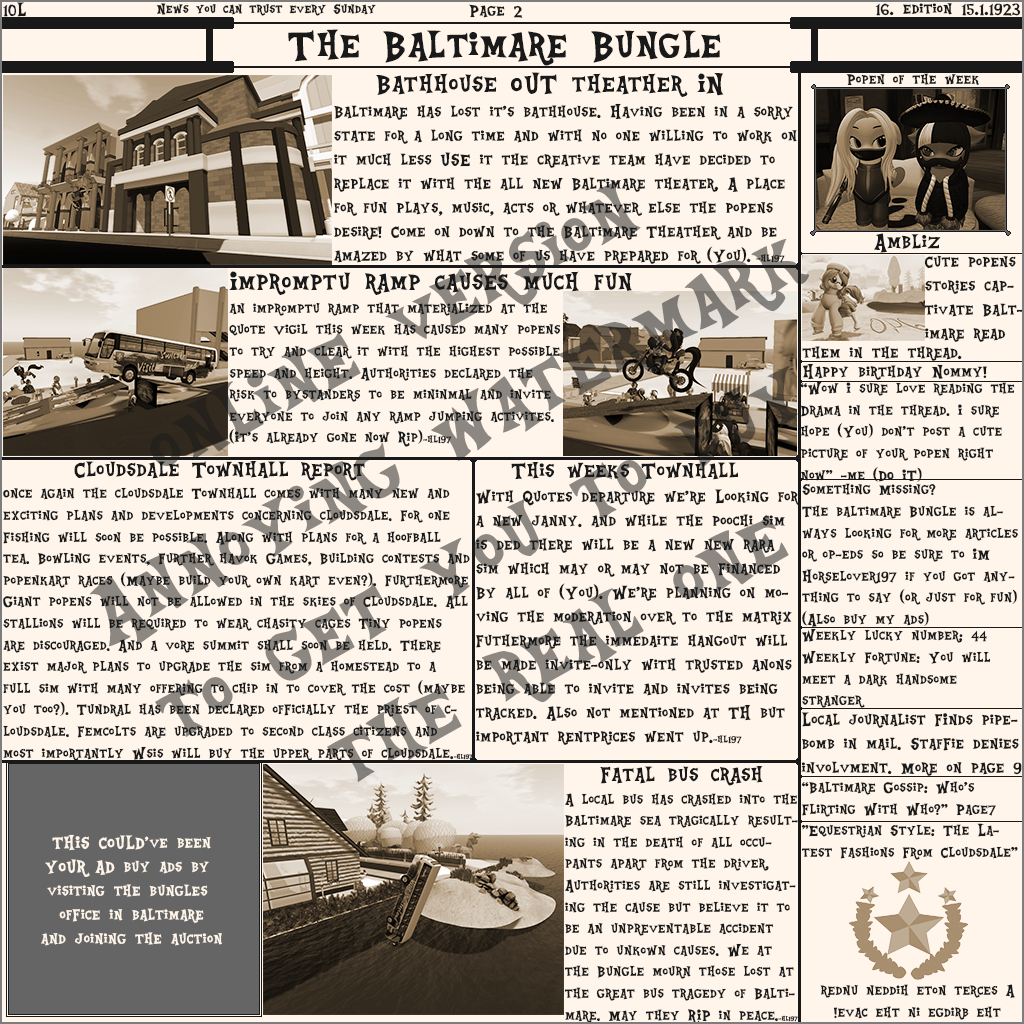 10L
News you can trust every Sunday
Page 2
16. edition 15.1.1923
The Baltimare Bungle
Bathhouse out Theather in
Baltimare has lost it's bathhouse. Having been in a sorry
state for a long time and with no one willing to work on
it much less USE it the creative team have decided to
replace it with the all new Baltimare Theater. A place
for fun plays, music, acts or whatever else the popens
desire! Come on down to the Baltimare Theather and be
amazed by what some of us have prepared for (You). -HL197
Impromptu ramp causes much fun
An impromptu ramp that materialized at the
Quote vigil this week has caused many popens
to try and clear it with the highest possible
speed and height. Authorities declared the
risk to bystanders to be mininmal and invite
everyone to join any ramp jumping activites.
(It's already gone now Rip) -HL197
Visit
Cloudsdale Townhall report
Once again the Cloudsdale Townhall comes with many new and
exciting plans and developments concerning Cloudsdale. For one
fishing will soon be possible. Along with plans for a Hoofball
tea. Bowling events, Further Hallok Games, Building contests and
popenkart races (maybe build your own kart even?). Furthermore
Giant popens will not be allowed in the skies of Cloudsdale. All
stallions will be required to wear chasity cages Tiny popens
are discouraged. And a vore summit shall soon be held. There
exist major plans to upgrade the sim from a homestead to a
full sim with many offering to chip in to cover the cost (maybe
you too?). Tundral has been declared officially the priest of c-
loudsdale. Femcolts are upgraded to second class citizens and
most importantly Wsis will buy the upper parts of Cloudsdale. -HL197
This Weeks Townhall
With Quotes departure we're looking for
a new janny. And while the Poochi sim
is ded there will be a new new Rara
sim which may or may not be financed
by all of (You). We're planning on mo-
ving the moderation over to the Matrix
Futhermore the immedaite hangout will
be made invite-only with trusted anons
being able to invite and invites being
tracked. Also not mentioned at TH but
important rentprices went up. -HL197
This could've been
YOUR AD buy ads by
visiting the Bungles
office in Baltimare
and joining the auction
Fatal bus crash
A local bus has crashed into the
Baltimare sea tragically result-
ing in the death of all occu-
pants apart from the driver,
Authorities are still investigat-
ing the cause but believe it to
be an unpreventable accident
due to unkown causes. We at
the Bungle mourn those lost at
the great bus tragedy of Balti-
mare. May they RiP in peace. -HL197
Popen of the week
Ambliz
Cute popens
stories cap-
tivate Balt-
imare read
them in the thread.
Happy birthday Nommy!
"Wow I sure love reading the
drama in the thread. I sure
hope (You) don't post a cute
picture of your popen right
now" -me (Do it)
Something missing?
The Baltimare Bungle is al-
ways looking for more articles
or op-eds so be sure to IM
Horselover197 if you got any-
thing to say (or just for fun)
(Also buy my ads)
Weekly Lucky number: 44
Weekly Fortune: You will
meet a dark handsome
stranger
Local journalist finds pipe-
bomb in mail. Staffie denies
involvment. More on page 9
"Baltimare Gossip: Who's
Flirting With Who?" Page7
"Equestrian Style: The La-
test Fashions From Cloudsdale"
REDNU NEDDIH ETON TERCES A
!EVAC EHT NI EGDIRB EHT
ONLINE VERSION
ANNOYING WATERMARK
TO GET YOU TO BUY
THE REAL ONE